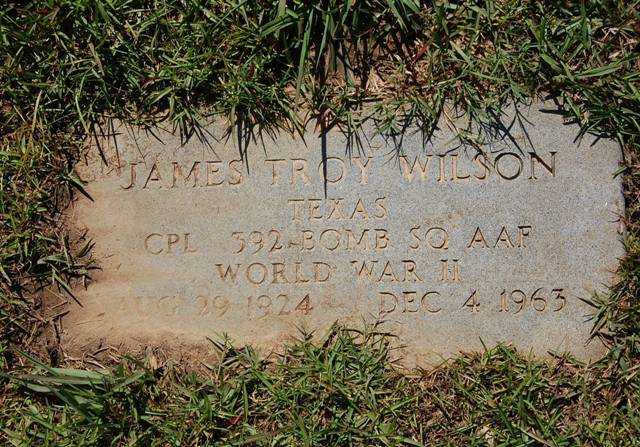 JAMES TROY WILSON
TEXAS
CPL 392 BOMB SQ AAF
WORLD WAR II
AUG 29 1924 DEC 4 1963